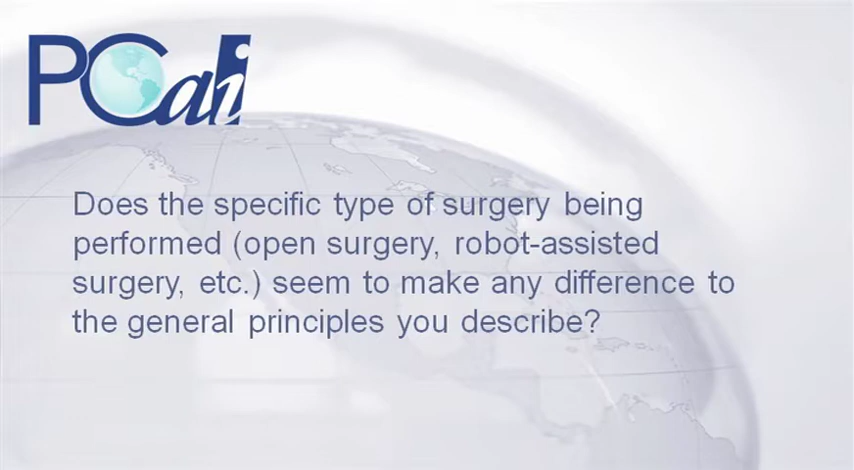 PCaI
Does the specific type of surgery being
performed (open surgery, robot-assisted
surgery, etc.) seem to make any difference to
the general principles you describe?